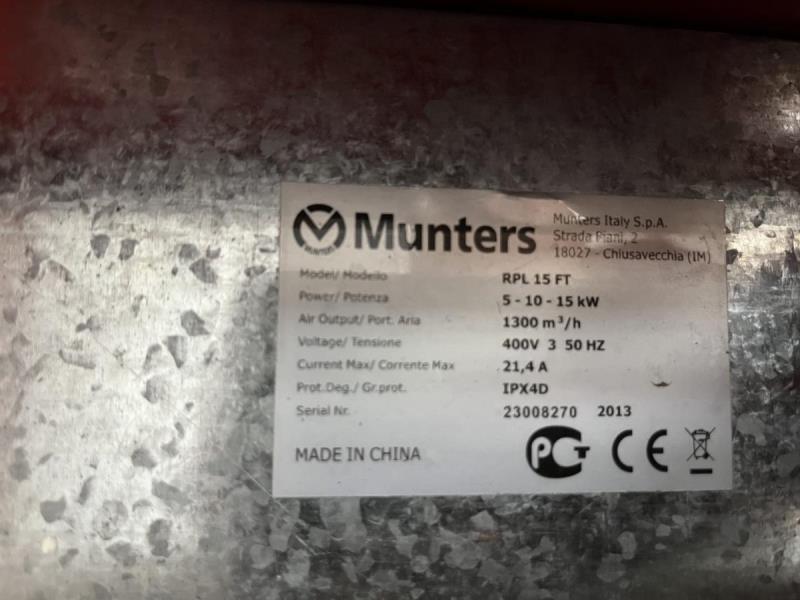 Munters
Munters Italy S.p.A.
Strada Piani, 2
18027 - Chiusavecchia (IM)
Model/ Modello RPL 15 FT
Power/ Potenza 5 - 10 - 15 kW
Air Output/ Port. Aria 1300 m³/h
Voltage/ Tensione 400V 3 50 HZ
Current Max/ Corrente Max 21,4 A
Prot.Deg./ Gr.prot. IPX4D
Serial Nr. 23008270 2013
MADE IN CHINA
PCT CE